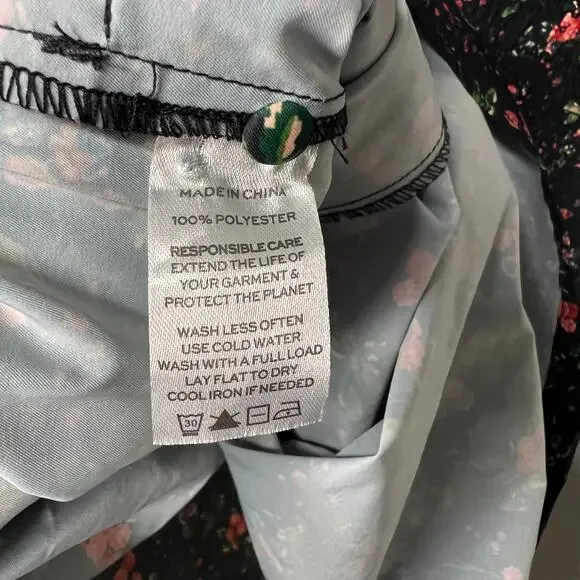 MADE IN CHINA
100% POLYESTER
RESPONSIBLE CARE
EXTEND THE LIFE OF
YOUR GARMENT &
PROTECT THE PLANET
WASH LESS OFTEN
USE COLD WATER
WASH WITH A FULL LOAD
LAY FLAT TO DRY
COOL IRON IF NEEDED
30